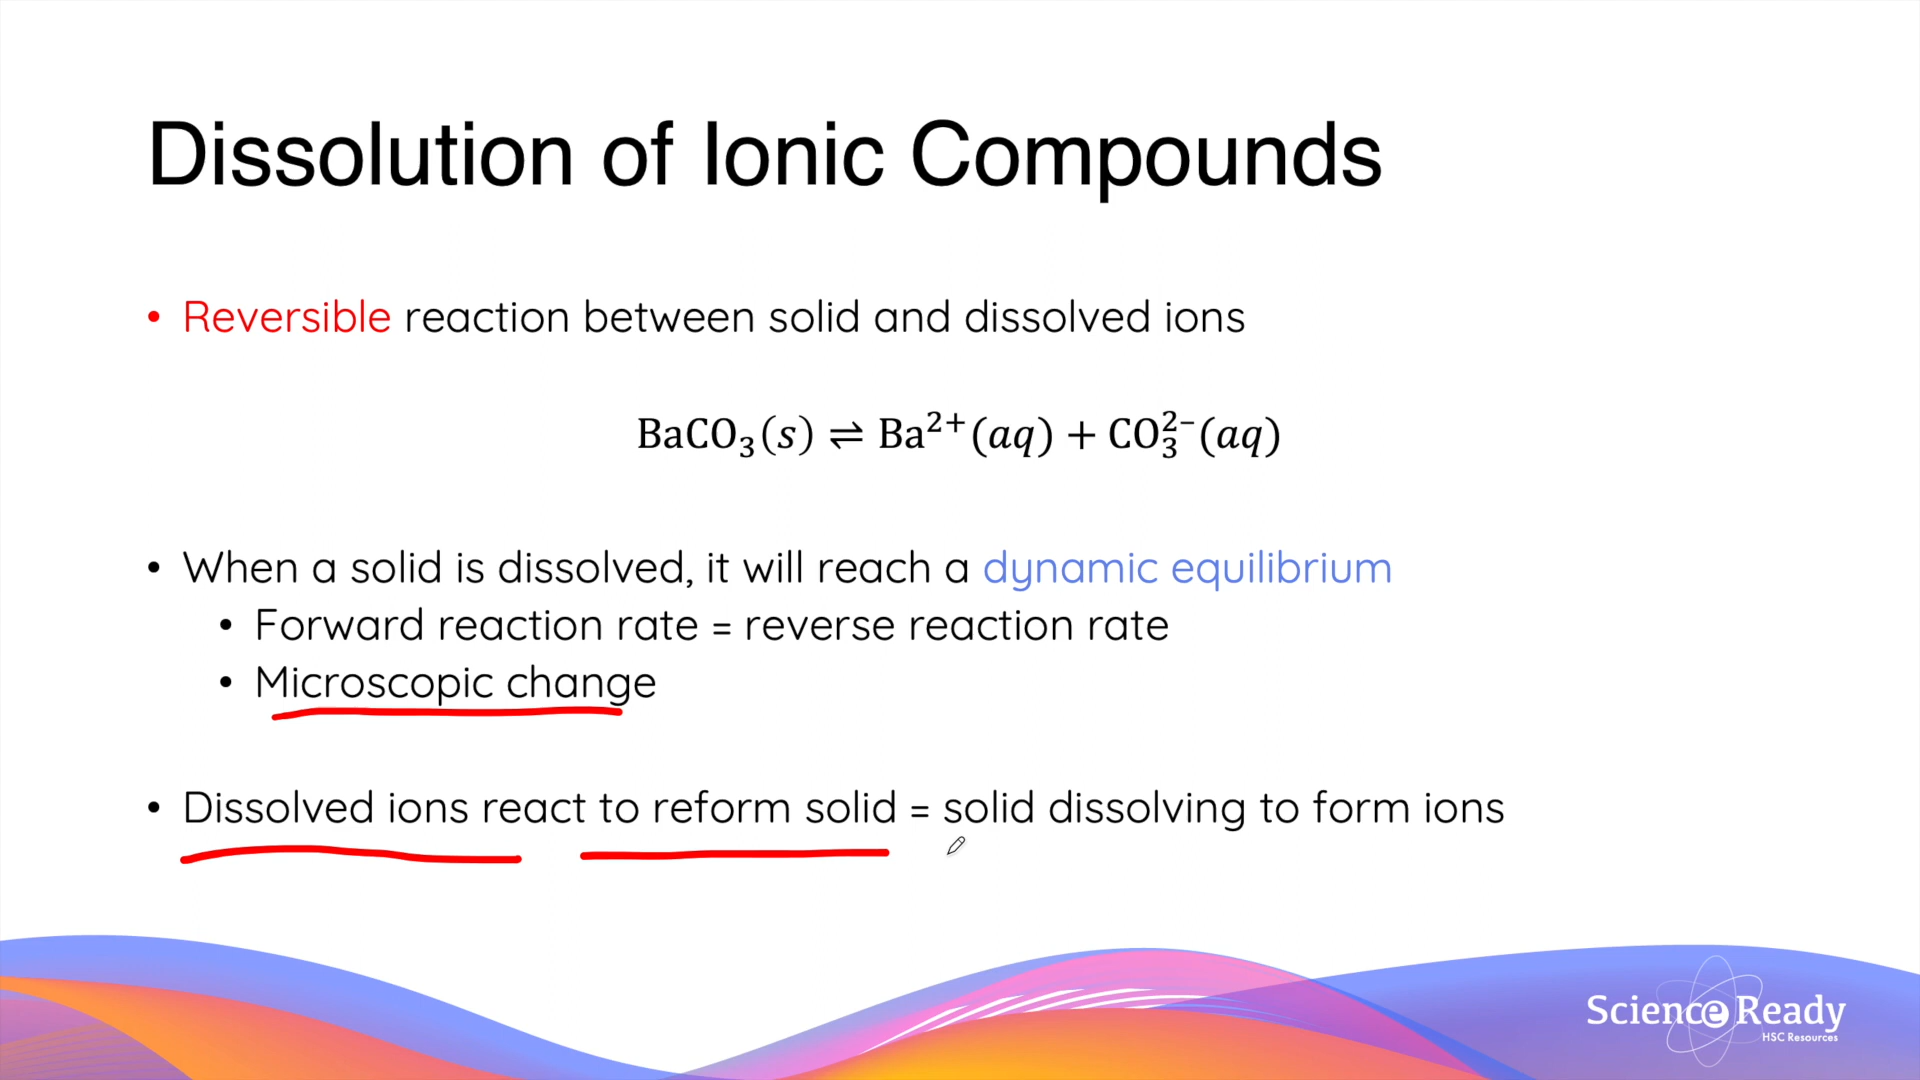 Dissolution of Ionic Compounds
• Reversible reaction between solid and dissolved ions
BaCO₃(s) ⇌ Ba²⁺(aq) + CO₃²⁻(aq)
• When a solid is dissolved, it will reach a dynamic equilibrium
• Forward reaction rate = reverse reaction rate
• Microscopic change
• Dissolved ions react to reform solid = solid dissolving to form ions
Science Ready
HSC Resources